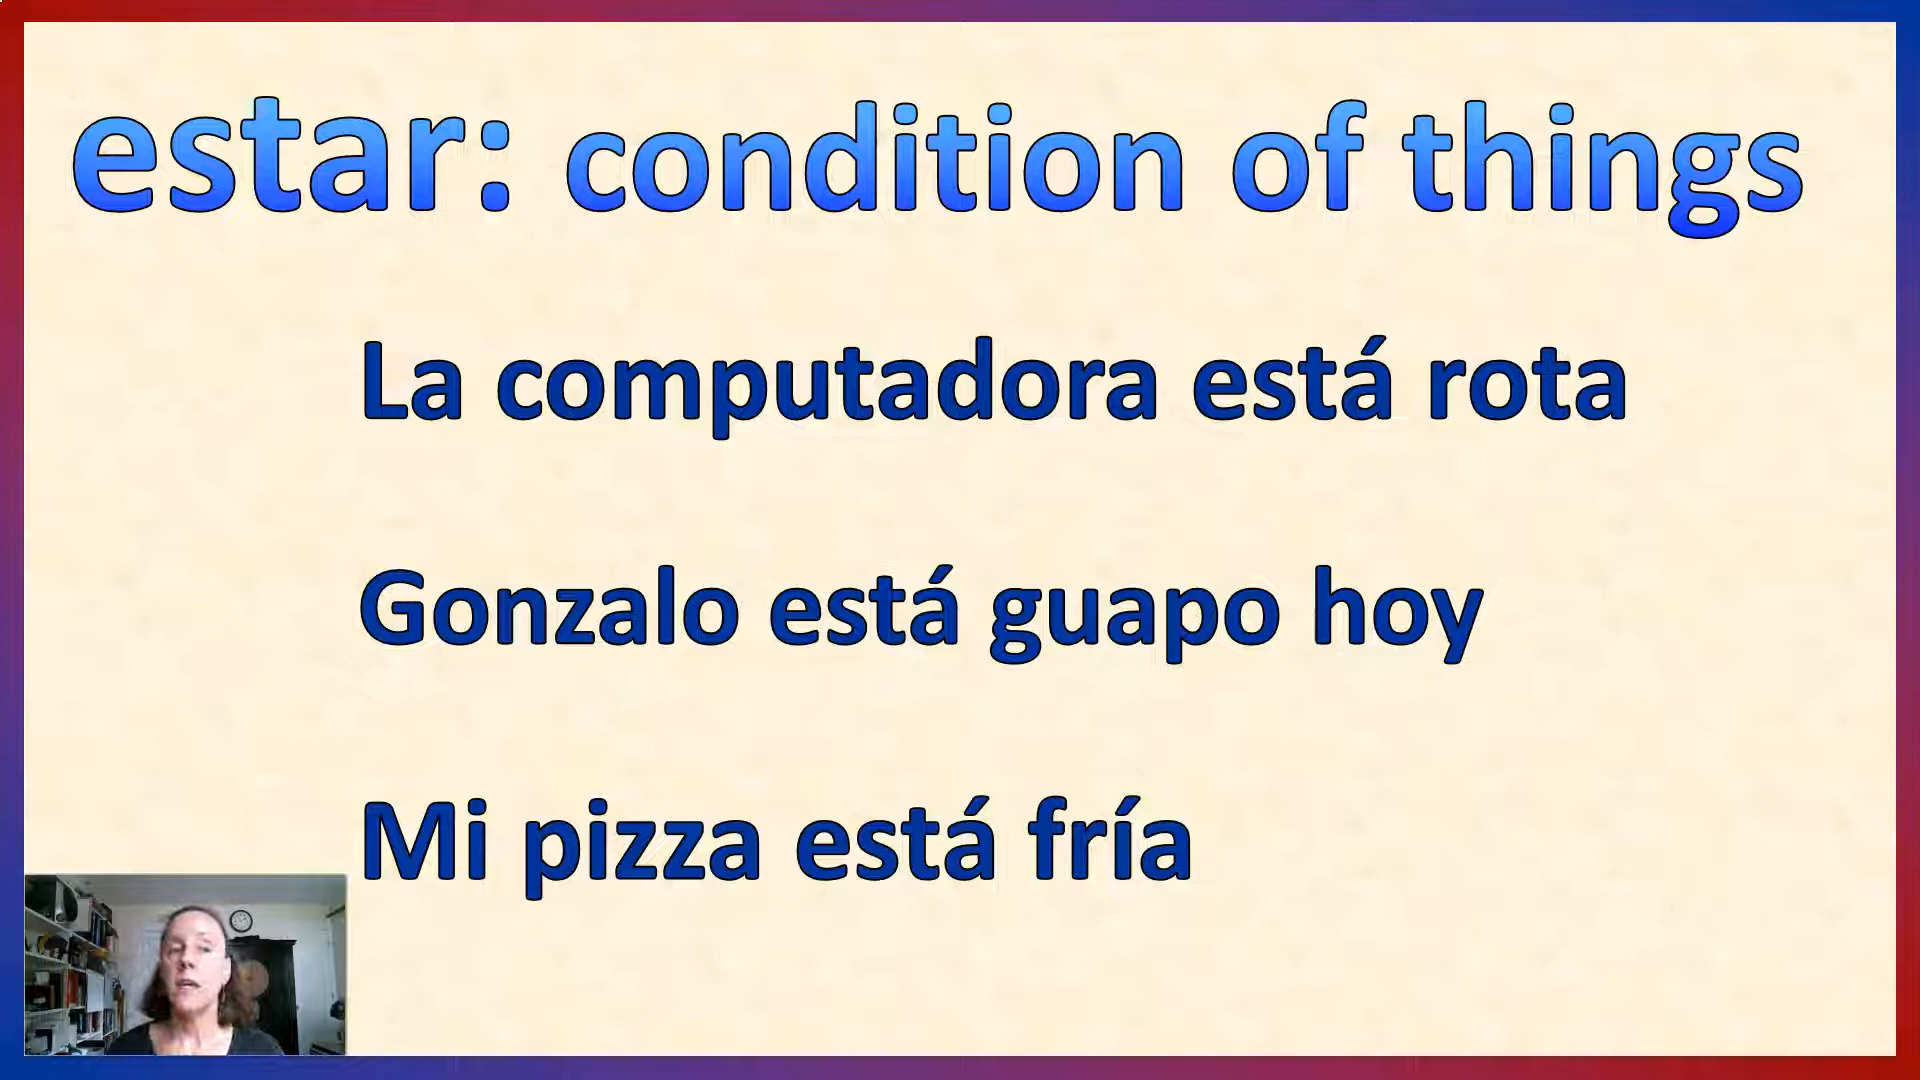 estar: condition of things
La computadora está rota
Gonzalo está guapo hoy
Mi pizza está fría